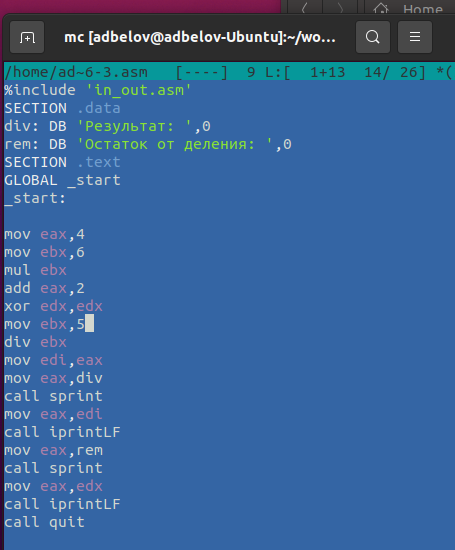 Home
mc [adbelov@adbelov-Ubuntu]:~/wo...
/home/ad~6-3.asm [----] 9 L:[ 1+13 14/ 26] *(
%include 'in_out.asm'
SECTION .data
div: DB 'Результат: ',0
rem: DB 'Остаток от деления: ',0
SECTION .text
GLOBAL _start
_start:
mov eax,4
mov ebx,6
mul ebx
add eax,2
xor edx,edx
mov ebx,5
div ebx
mov edi,eax
mov eax,div
call sprint
mov eax,edi
call iprintLF
mov eax,rem
call sprint
mov eax,edx
call iprintLF
call quit